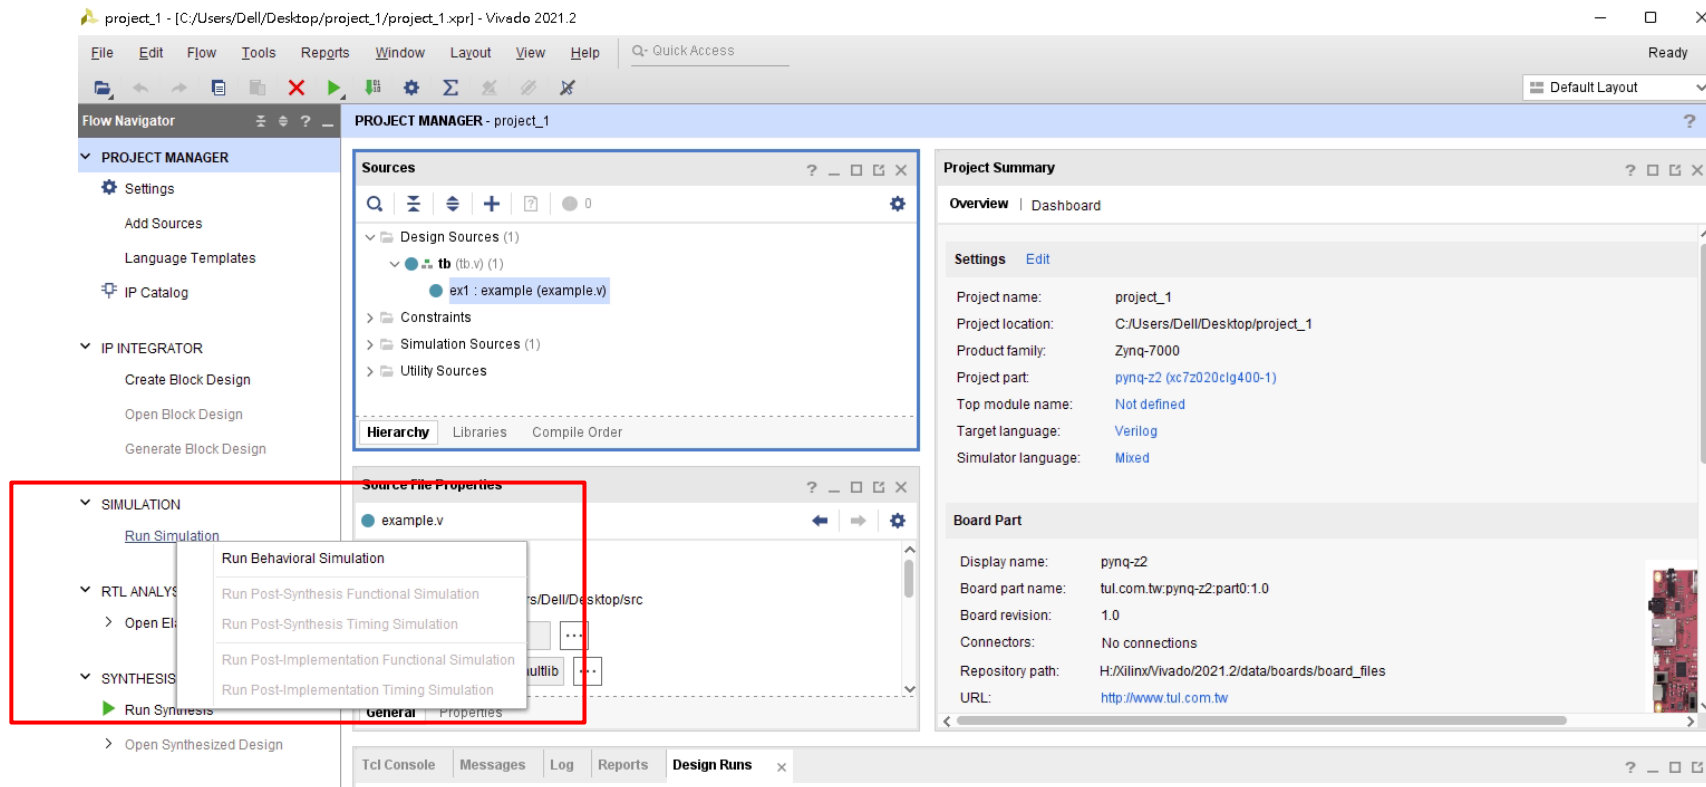 project_1 - [C:/Users/Dell/Desktop/project_1/project_1.xpr] - Vivado 2021.2
File Edit Flow Tools Reports Window Layout View Help Quick Access Ready
Default Layout
Flow Navigator
PROJECT MANAGER
Settings
Add Sources
Language Templates
IP Catalog
IP INTEGRATOR
Create Block Design
Open Block Design
Generate Block Design
SIMULATION
Run Simulation
Run Behavioral Simulation
Run Post-Synthesis Functional Simulation
Run Post-Synthesis Timing Simulation
Run Post-Implementation Functional Simulation
Run Post-Implementation Timing Simulation
RTL ANALYS
Open El
SYNTHESIS
Run Synthesis
Open Synthesized Design
PROJECT MANAGER - project_1
Sources
0
Design Sources (1)
tb (tb.v) (1)
ex1 : example (example.v)
Constraints
Simulation Sources (1)
Utility Sources
Hierarchy Libraries Compile Order
Source File Properties
example.v
rs/Dell/Desktop/src
ultlib
General Properties
Project Summary
Overview | Dashboard
Settings Edit
Project name: project_1
Project location: C:/Users/Dell/Desktop/project_1
Product family: Zynq-7000
Project part: pynq-z2 (xc7z020clg400-1)
Top module name: Not defined
Target language: Verilog
Simulator language: Mixed
Board Part
Display name: pynq-z2
Board part name: tul.com.tw:pynq-z2:part0:1.0
Board revision: 1.0
Connectors: No connections
Repository path: H:/Xilinx/Vivado/2021.2/data/boards/board_files
URL: http://www.tul.com.tw
Tcl Console Messages Log Reports Design Runs